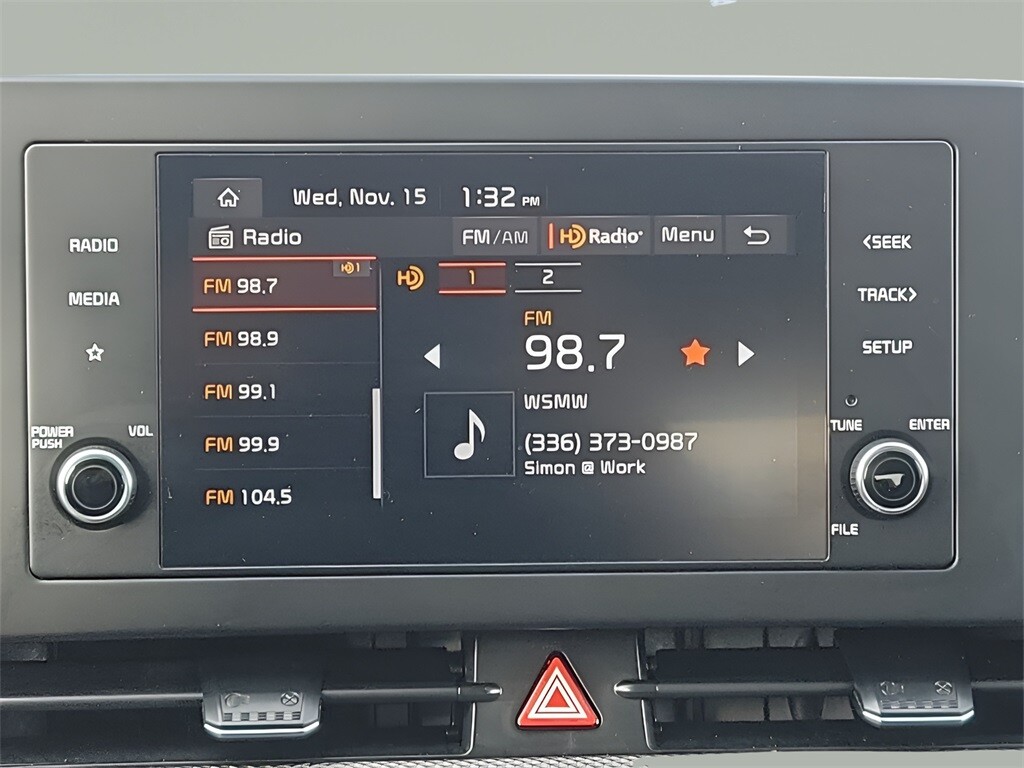 Wed, Nov. 15 1:32 PM
Radio FM/AM HD Radio Menu
RADIO
MEDIA
POWER PUSH VOL
FM 98.7 HD1
FM 98.9
FM 99.1
FM 99.9
FM 104.5
HD 1 2
FM
98.7
WSMW
(336) 373-0987
Simon @ Work
<SEEK
TRACK>
SETUP
TUNE ENTER
FILE